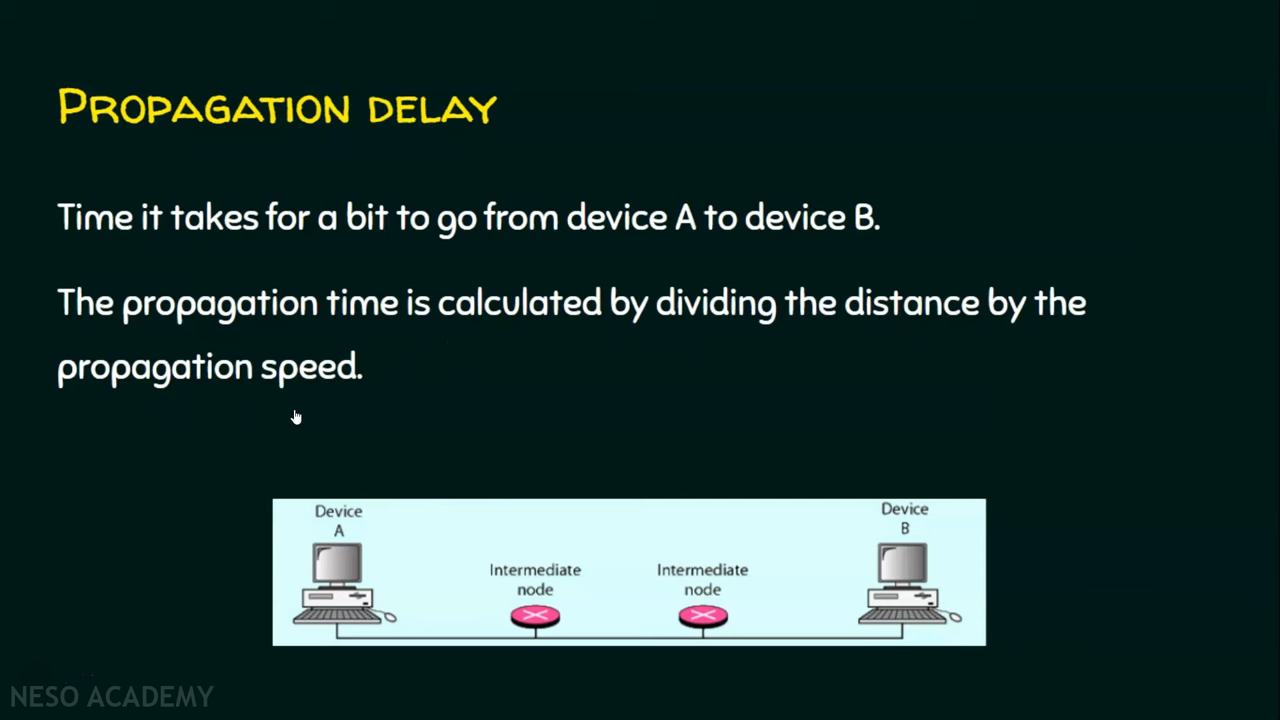 PROPAGATION DELAY
Time it takes for a bit to go from device A to device B.
The propagation time is calculated by dividing the distance by the
propagation speed.
Device
A
Intermediate
node
Intermediate
node
Device
B
NESO ACADEMY